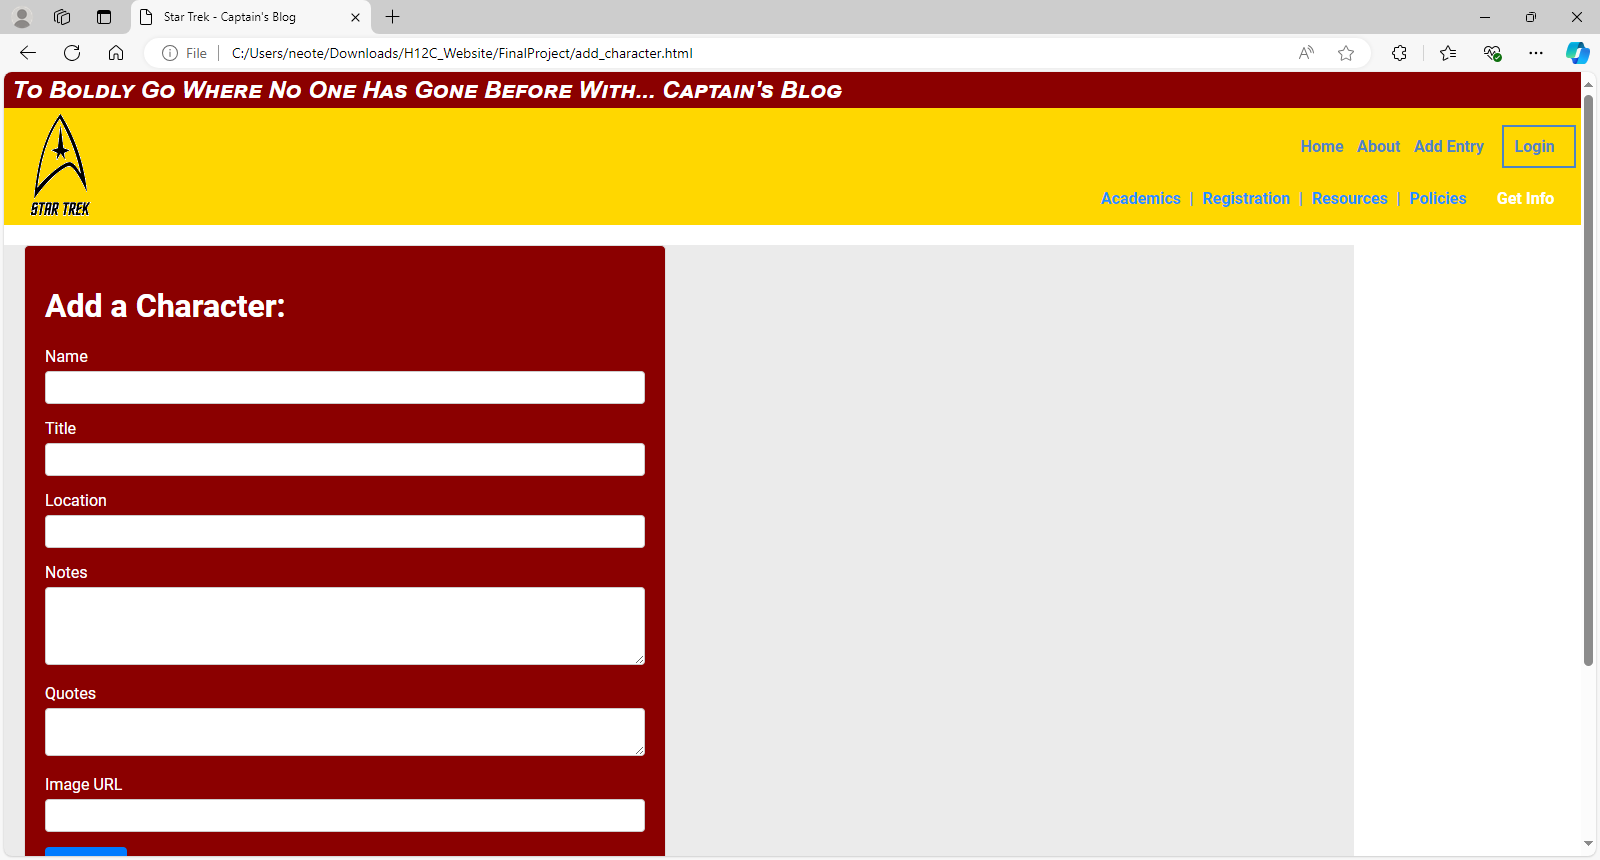 Star Trek - Captain's Blog
File
C:/Users/neote/Downloads/H12C_Website/FinalProject/add_character.html
To Boldly Go Where No One Has Gone Before With... Captain's Blog
STAR TREK
Home About Add Entry Login
Academics | Registration | Resources | Policies Get Info
Add a Character:
Name
Title
Location
Notes
Quotes
Image URL